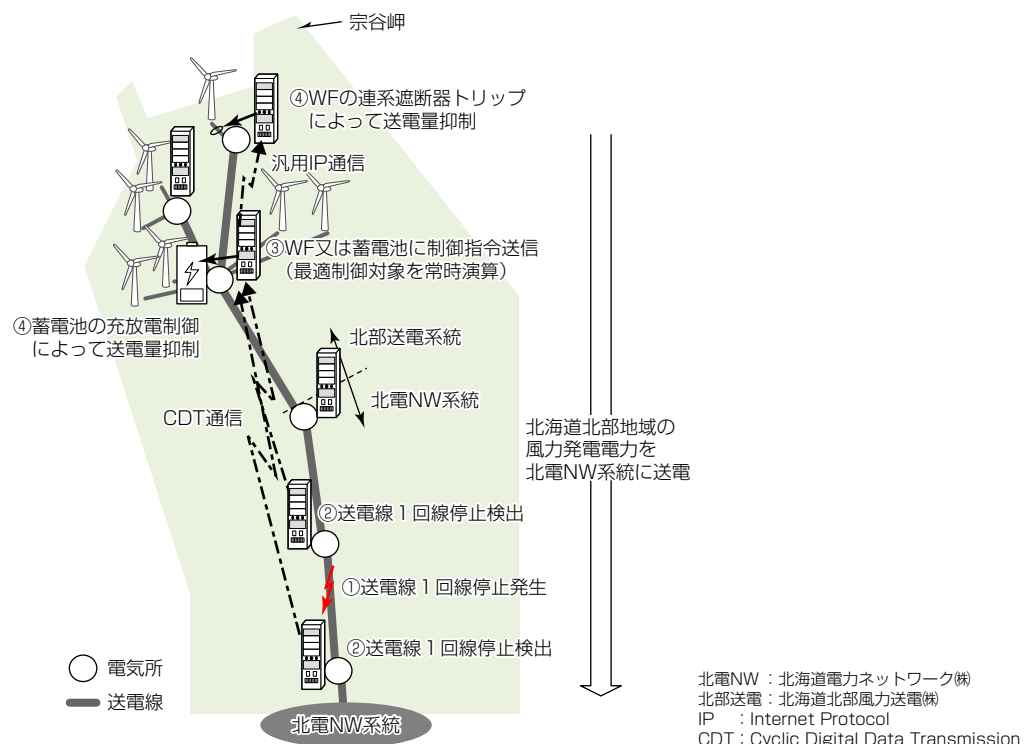 宗谷岬
④WFの連系遮断器トリップ
によって送電量抑制
汎用IP通信
③WF又は蓄電池に制御指令送信
（最適制御対象を常時演算）
④蓄電池の充放電制御
によって送電量抑制
北部送電系統
北電NW系統
CDT通信
北海道北部地域の
風力発電電力を
北電NW系統に送電
②送電線１回線停止検出
①送電線１回線停止発生
②送電線１回線停止検出
電気所
送電線
北電NW系統
北電NW：北海道電力ネットワーク㈱
北部送電：北海道北部風力送電㈱
IP ：Internet Protocol
CDT：Cyclic Digital Data Transmission